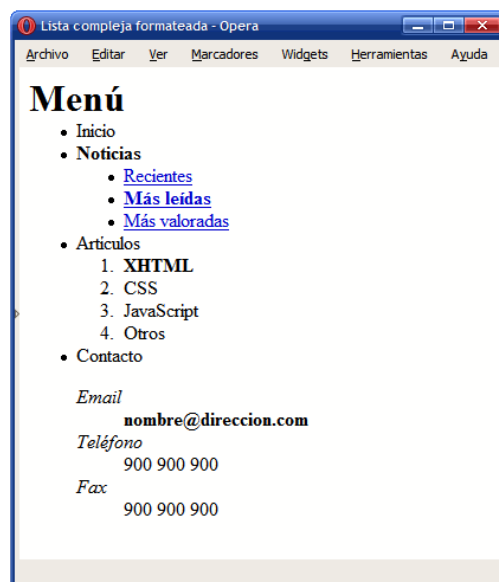 Lista compleja formateada - Opera
Archivo Editar Ver Marcadores Widgets Herramientas Ayuda
Menú
• Inicio
• Noticias
• Recientes
• Más leídas
• Más valoradas
• Artículos
1. XHTML
2. CSS
3. JavaScript
4. Otros
• Contacto
Email
nombre@direccion.com
Teléfono
900 900 900
Fax
900 900 900